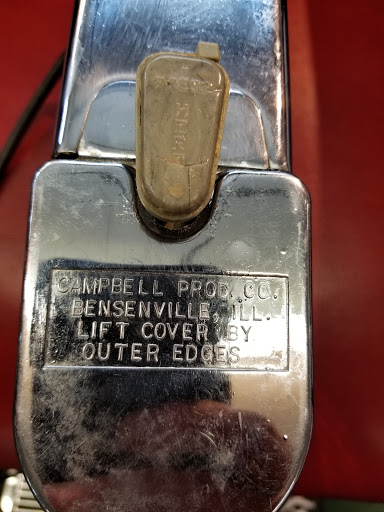 CAMPBELL PROD. CO.
BENSENVILLE, ILL.
LIFT COVER BY
OUTER EDGES